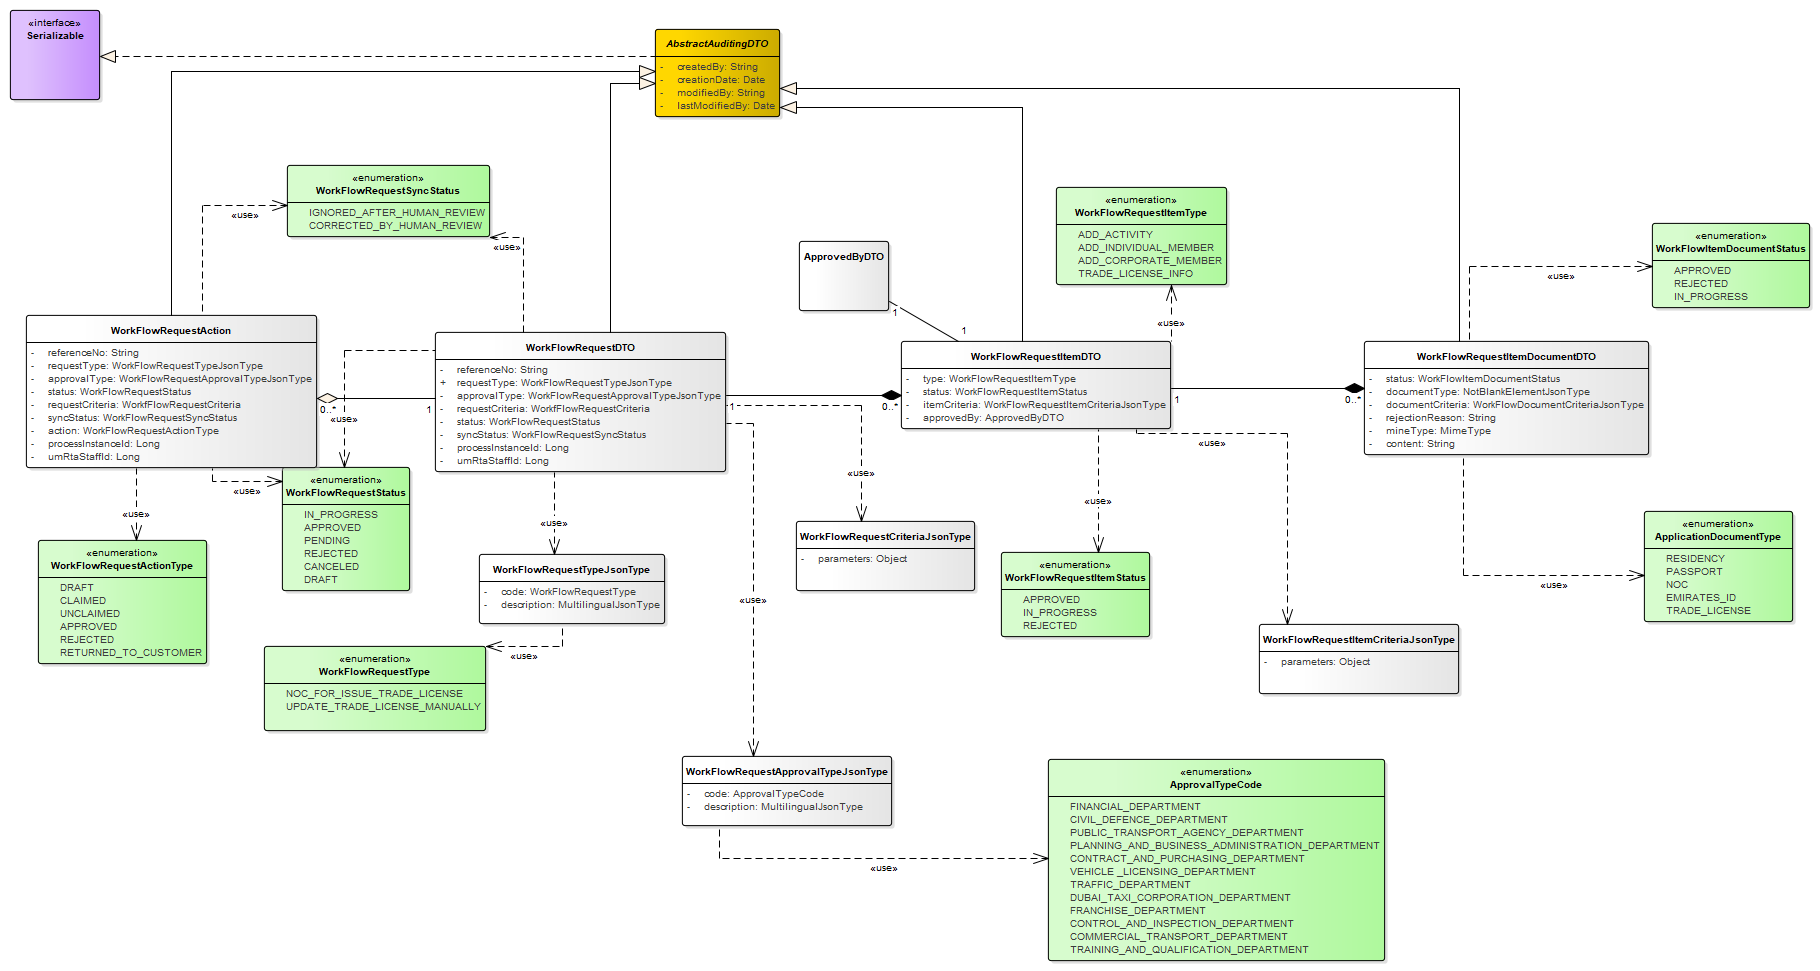 «interface»
Serializable
AbstractAuditingDTO
- createdBy: String
- creationDate: Date
- modifiedBy: String
- lastModifiedBy: Date
«enumeration»
WorkFlowRequestSyncStatus
IGNORED_AFTER_HUMAN_REVIEW
CORRECTED_BY_HUMAN_REVIEW
«use»
«use»
«enumeration»
WorkFlowRequestItemType
ADD_ACTIVITY
ADD_INDIVIDUAL_MEMBER
ADD_CORPORATE_MEMBER
TRADE_LICENSE_INFO
«use»
«enumeration»
WorkFlowItemDocumentStatus
APPROVED
REJECTED
IN_PROGRESS
«use»
ApprovedByDTO
1
1
WorkFlowRequestAction
- referenceNo: String
- requestType: WorkFlowRequestTypeJsonType
- approvalType: WorkFlowRequestApprovalTypeJsonType
- status: WorkFlowRequestStatus
- requestCriteria: WorkfFlowRequestCriteria
- syncStatus: WorkFlowRequestSyncStatus
- action: WorkFlowRequestActionType
- processInstanceId: Long
- umRtaStaffId: Long
0..*
1
«use»
WorkFlowRequestDTO
- referenceNo: String
+ requestType: WorkFlowRequestTypeJsonType
- approvalType: WorkFlowRequestApprovalTypeJsonType
- requestCriteria: WorkfFlowRequestCriteria
- status: WorkFlowRequestStatus
- syncStatus: WorkFlowRequestSyncStatus
- processInstanceId: Long
- umRtaStaffId: Long
1
0..*
WorkFlowRequestItemDTO
- type: WorkFlowRequestItemType
- status: WorkFlowRequestItemStatus
- itemCriteria: WorkFlowRequestItemCriteriaJsonType
- approvedBy: ApprovedByDTO
1
0..*
WorkFlowRequestItemDocumentDTO
- status: WorkFlowItemDocumentStatus
- documentType: NotBlankElementJsonType
- documentCriteria: WorkFlowDocumentCriteriaJsonType
- rejectionReason: String
- mineType: MimeType
- content: String
«use»
«use»
«use»
«enumeration»
WorkFlowRequestStatus
IN_PROGRESS
APPROVED
PENDING
REJECTED
CANCELED
DRAFT
«use»
«use»
«use»
«enumeration»
WorkFlowRequestActionType
DRAFT
CLAIMED
UNCLAIMED
APPROVED
REJECTED
RETURNED_TO_CUSTOMER
WorkFlowRequestTypeJsonType
- code: WorkFlowRequestType
- description: MultilingualJsonType
«use»
WorkFlowRequestCriteriaJsonType
- parameters: Object
«use»
«enumeration»
WorkFlowRequestItemStatus
APPROVED
IN_PROGRESS
REJECTED
«enumeration»
ApplicationDocumentType
RESIDENCY
PASSPORT
NOC
EMIRATES_ID
TRADE_LICENSE
«use»
«enumeration»
WorkFlowRequestType
NOC_FOR_ISSUE_TRADE_LICENSE
UPDATE_TRADE_LICENSE_MANUALLY
WorkFlowRequestItemCriteriaJsonType
- parameters: Object
WorkFlowRequestApprovalTypeJsonType
- code: ApprovalTypeCode
- description: MultilingualJsonType
«use»
«enumeration»
ApprovalTypeCode
FINANCIAL_DEPARTMENT
CIVIL_DEFENCE_DEPARTMENT
PUBLIC_TRANSPORT_AGENCY_DEPARTMENT
PLANNING_AND_BUSINESS_ADMINISTRATION_DEPARTMENT
CONTRACT_AND_PURCHASING_DEPARTMENT
VEHICLE _LICENSING_DEPARTMENT
TRAFFIC_DEPARTMENT
DUBAI_TAXI_CORPORATION_DEPARTMENT
FRANCHISE_DEPARTMENT
CONTROL_AND_INSPECTION_DEPARTMENT
COMMERCIAL_TRANSPORT_DEPARTMENT
TRAINING_AND_QUALIFICATION_DEPARTMENT